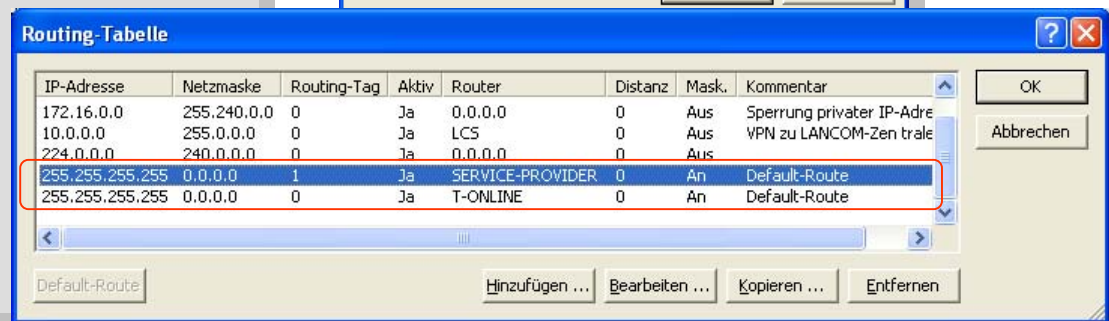 Routing-Tabelle
IP-Adresse Netzmaske Routing-Tag Aktiv Router Distanz Mask. Kommentar
172.16.0.0 255.240.0.0 0 Ja 0.0.0.0 0 Aus Sperrung privater IP-Adre
10.0.0.0 255.0.0.0 0 Ja LCS 0 Aus VPN zu LANCOM-Zen trale
224.0.0.0 240.0.0.0 0 Ja 0.0.0.0 0 Aus
255.255.255.255 0.0.0.0 1 Ja SERVICE-PROVIDER 0 An Default-Route
255.255.255.255 0.0.0.0 0 Ja T-ONLINE 0 An Default-Route
OK
Abbrechen
Default-Route Hinzufügen ... Bearbeiten ... Kopieren ... Entfernen